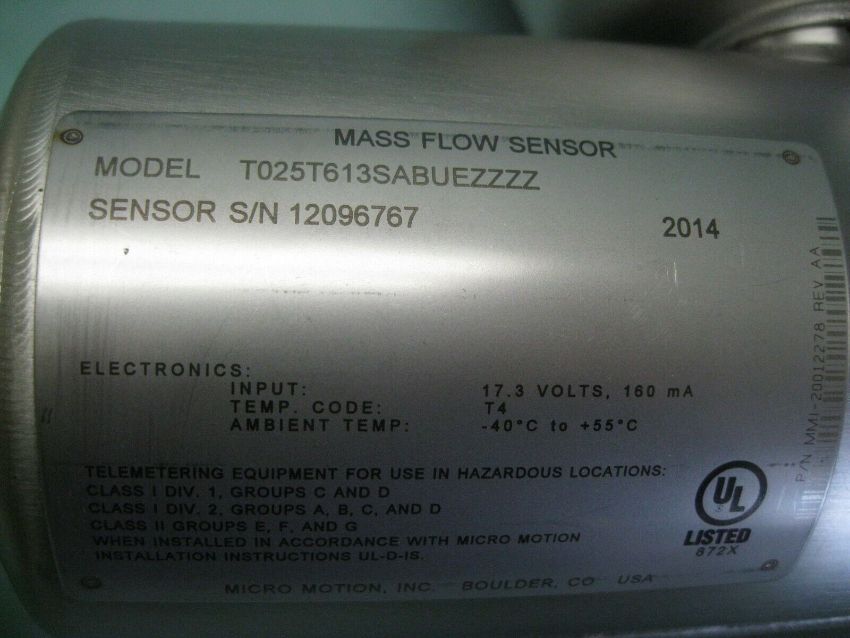 MASS FLOW SENSOR
MODEL T025T613SABUEZZZZ
SENSOR S/N 12096767
2014
ELECTRONICS:
INPUT: 17.3 VOLTS, 160 mA
TEMP. CODE: T4
AMBIENT TEMP: -40°C to +55°C
TELEMETERING EQUIPMENT FOR USE IN HAZARDOUS LOCATIONS:
CLASS I DIV. 1, GROUPS C AND D
CLASS I DIV. 2, GROUPS A, B, C, AND D
CLASS II GROUPS E, F, AND G
WHEN INSTALLED IN ACCORDANCE WITH MICRO MOTION
INSTALLATION INSTRUCTIONS UL-D-IS.
UL
LISTED
872X
MICRO MOTION, INC. BOULDER, CO USA
P/N MMI-20012278 REV AA